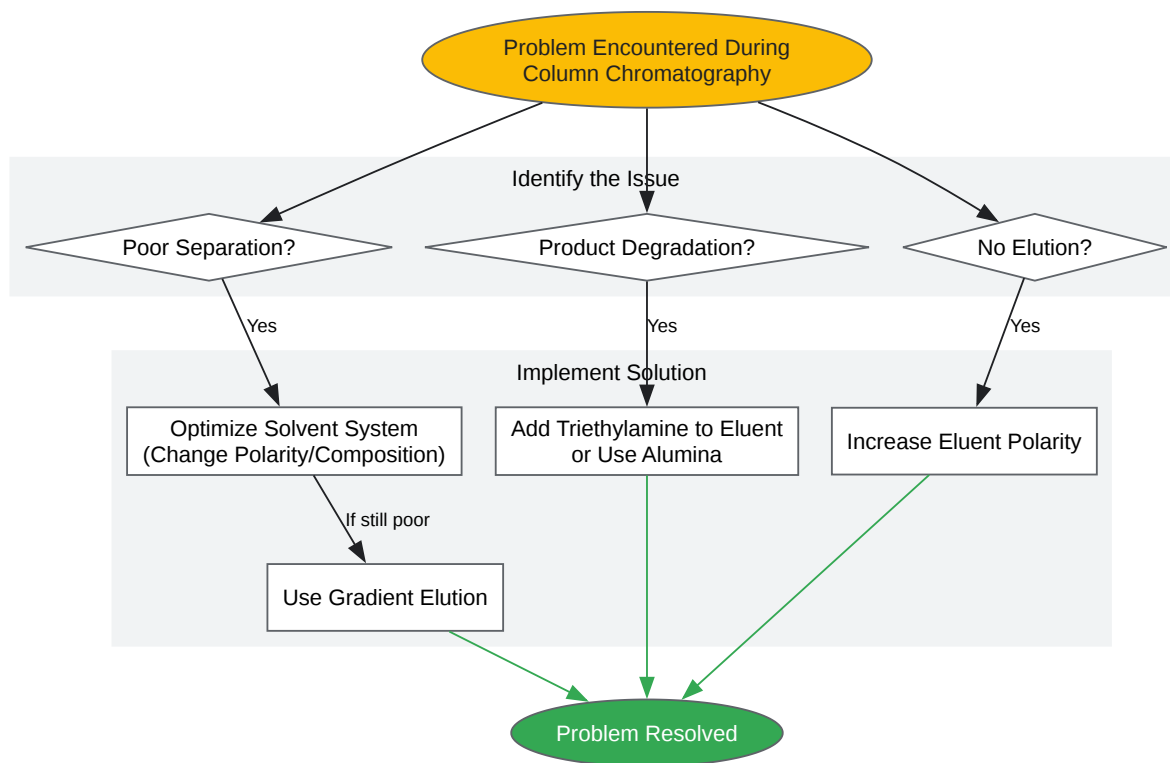 Problem Encountered During
Column Chromatography
Identify the Issue
Poor Separation?
Product Degradation?
No Elution?
Yes
Yes
Yes
Implement Solution
Optimize Solvent System
(Change Polarity/Composition)
Add Triethylamine to Eluent
or Use Alumina
Increase Eluent Polarity
If still poor
Use Gradient Elution
Problem Resolved